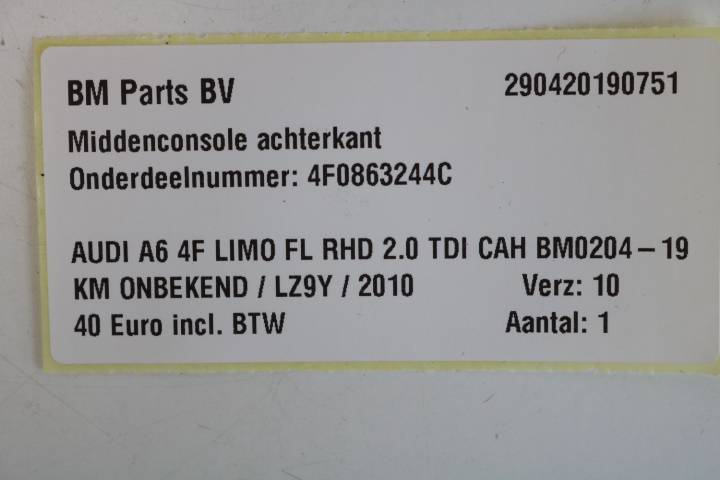 BM Parts BV 290420190751
Middenconsole achterkant
Onderdeelnummer: 4F0863244C
AUDI A6 4F LIMO FL RHD 2.0 TDI CAH BM0204-19
KM ONBEKEND / LZ9Y / 2010 Verz: 10
40 Euro incl. BTW Aantal: 1